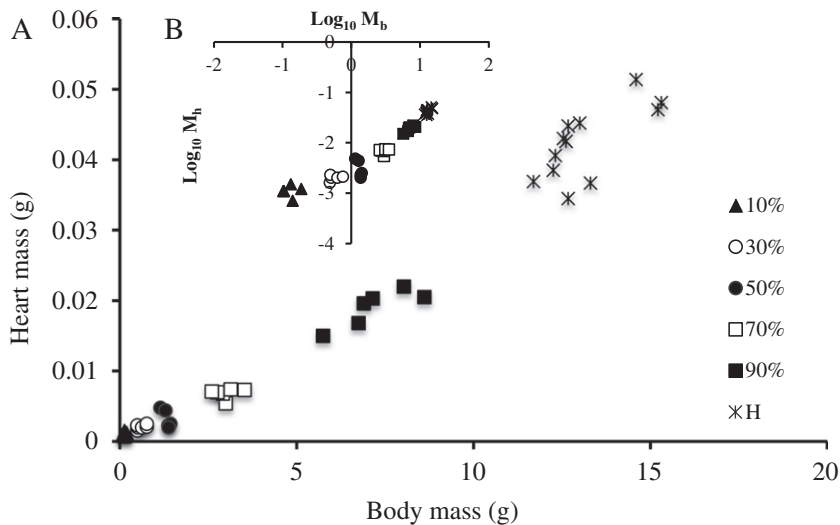 A
B
Log10 Mb
-2 -1 0 1 2
0
-1
-2
-3
-4
Log10 Mh
0.06
0.05
0.04
0.03
0.02
0.01
0
Heart mass (g)
0 5 10 15 20
Body mass (g)
10%
30%
50%
70%
90%
H